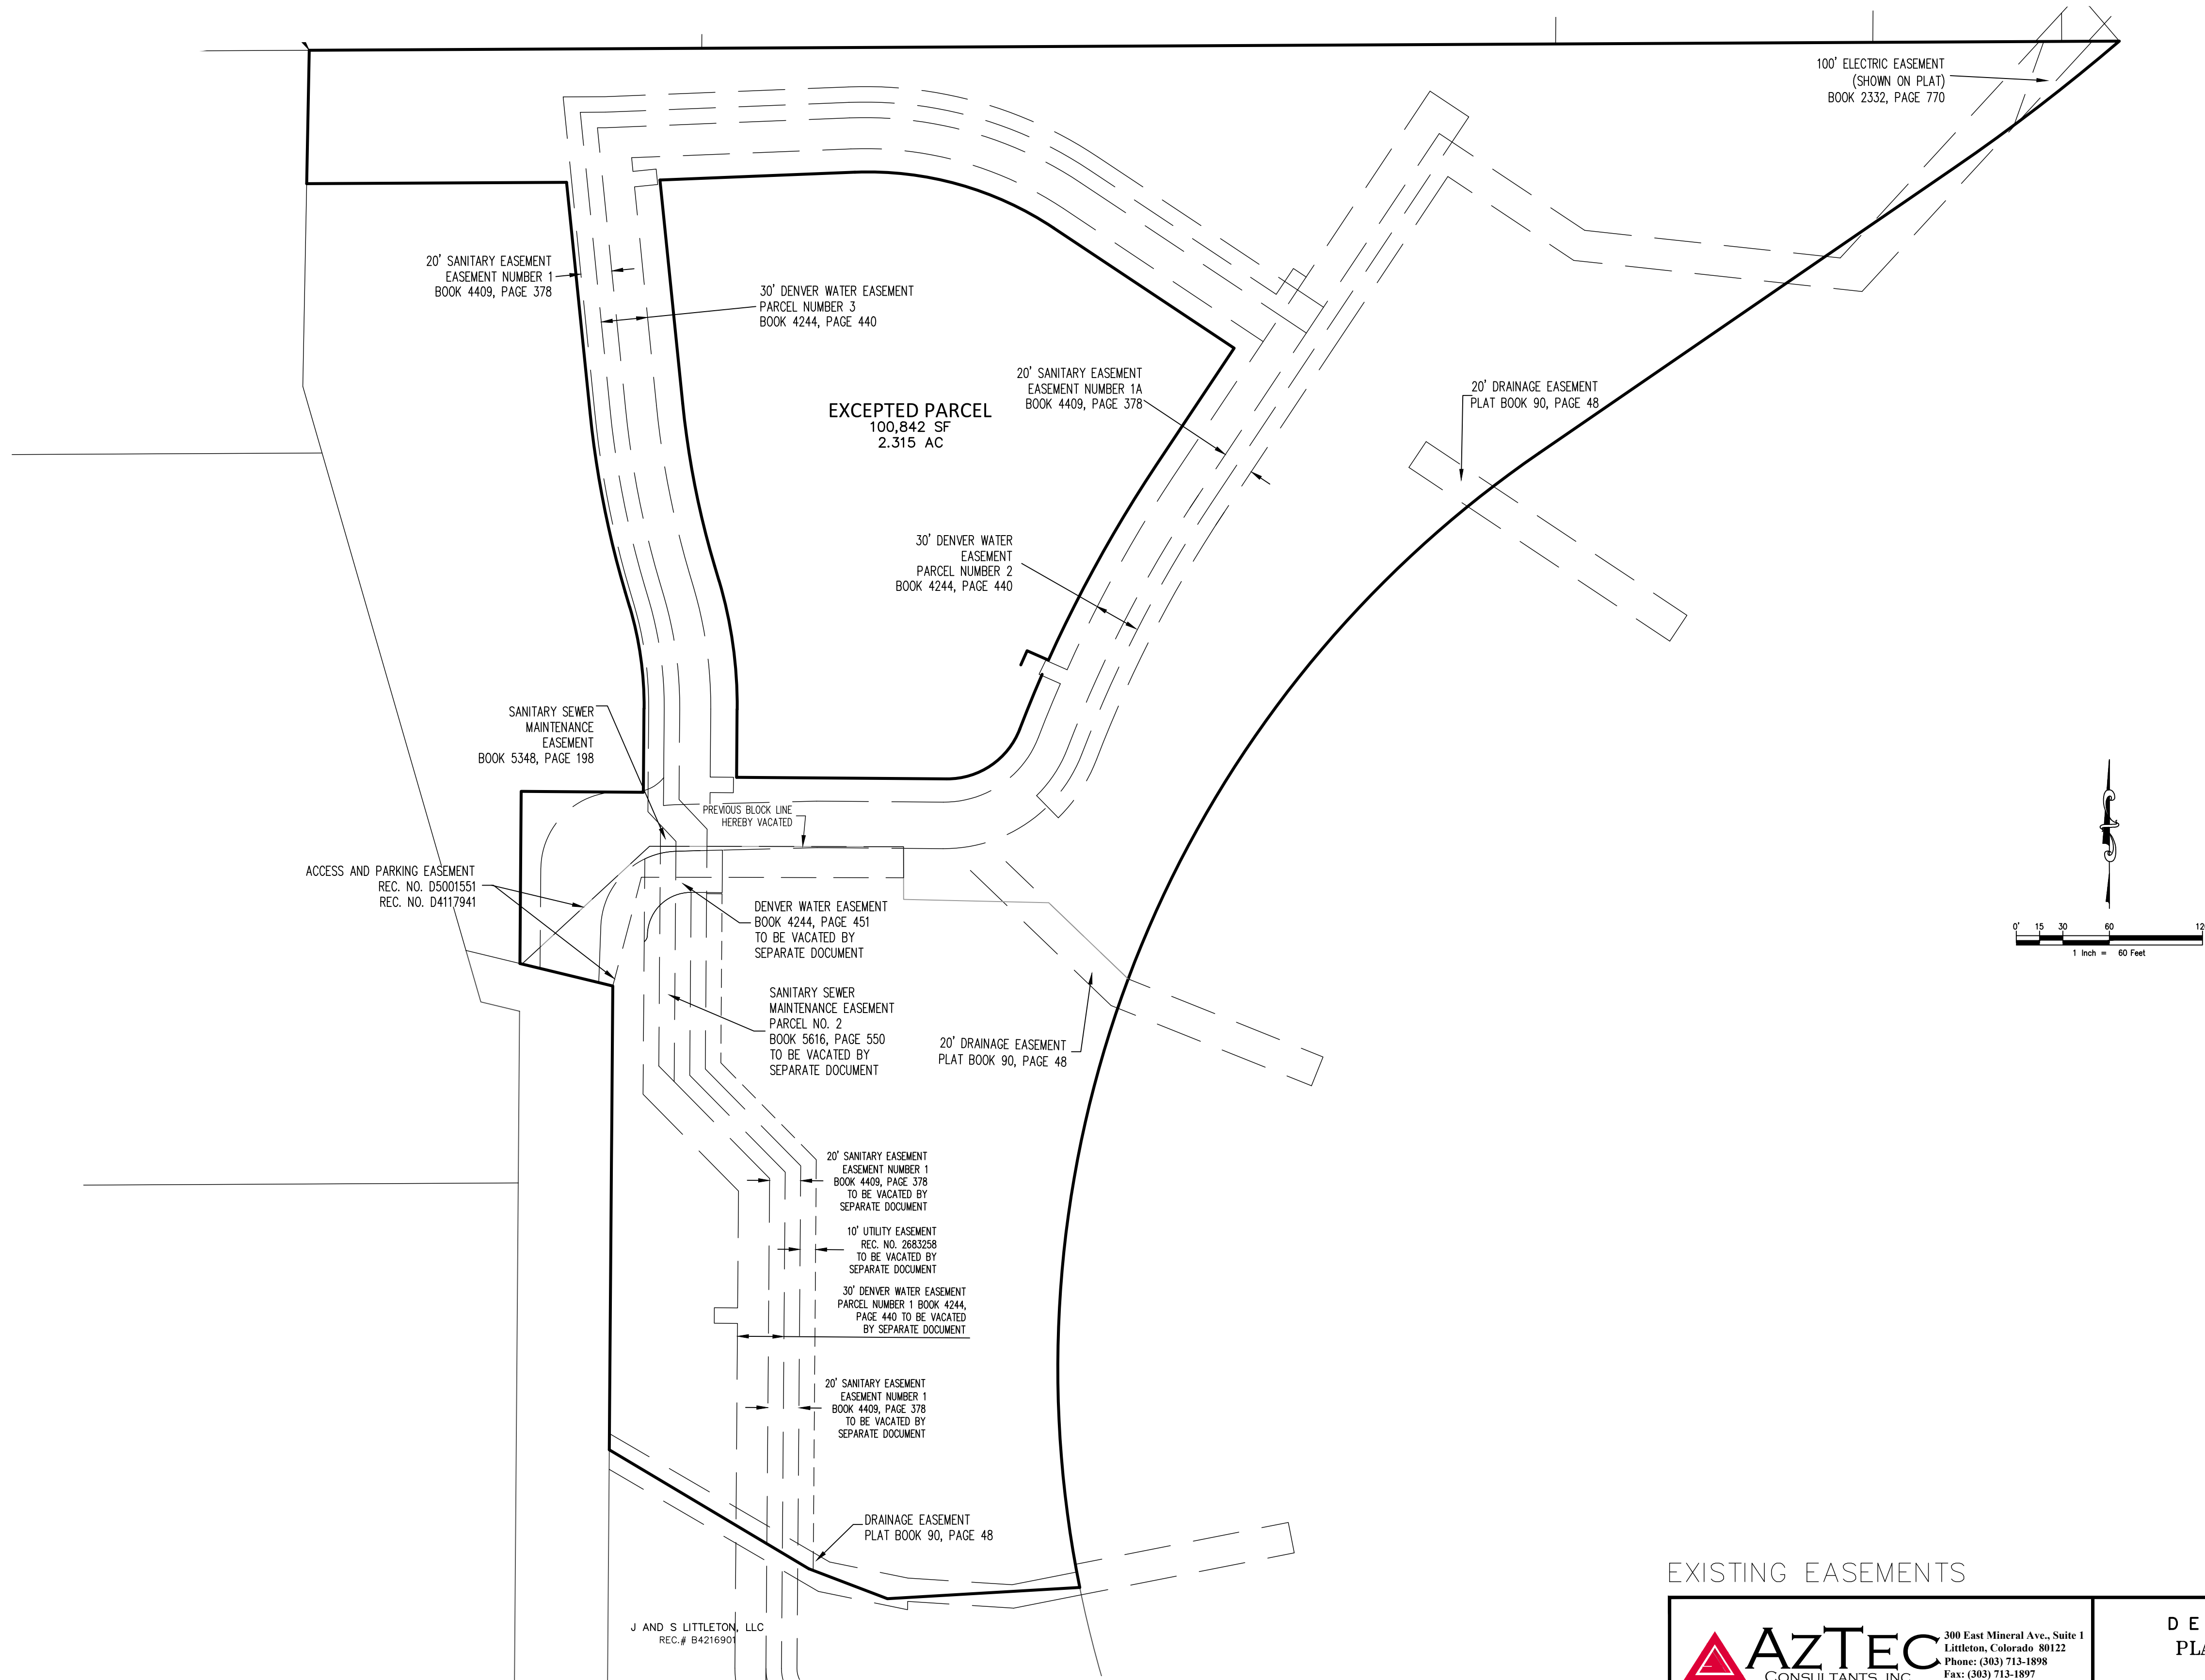 100' ELECTRIC EASEMENT
(SHOWN ON PLAT)
BOOK 2332, PAGE 770
20' SANITARY EASEMENT
EASEMENT NUMBER 1
BOOK 4409, PAGE 378
30' DENVER WATER EASEMENT
PARCEL NUMBER 3
BOOK 4244, PAGE 440
20' SANITARY EASEMENT
EASEMENT NUMBER 1A
BOOK 4409, PAGE 378
EXCEPTED PARCEL
100,842 SF
2.315 AC
20' DRAINAGE EASEMENT
PLAT BOOK 90, PAGE 48
30' DENVER WATER
EASEMENT
PARCEL NUMBER 2
BOOK 4244, PAGE 440
SANITARY SEWER
MAINTENANCE
EASEMENT
BOOK 5348, PAGE 198
PREVIOUS BLOCK LINE
HEREBY VACATED
ACCESS AND PARKING EASEMENT
REC. NO. D5001551
REC. NO. D4117941
DENVER WATER EASEMENT
BOOK 4244, PAGE 451
TO BE VACATED BY
SEPARATE DOCUMENT
0' 15 30 60 12
1 Inch = 60 Feet
SANITARY SEWER
MAINTENANCE EASEMENT
PARCEL NO. 2
BOOK 5616, PAGE 550
TO BE VACATED BY
SEPARATE DOCUMENT
20' DRAINAGE EASEMENT
PLAT BOOK 90, PAGE 48
20' SANITARY EASEMENT
EASEMENT NUMBER 1
BOOK 4409, PAGE 378
TO BE VACATED BY
SEPARATE DOCUMENT
10' UTILITY EASEMENT
REC. NO. 2683258
TO BE VACATED BY
SEPARATE DOCUMENT
30' DENVER WATER EASEMENT
PARCEL NUMBER 1 BOOK 4244,
PAGE 440 TO BE VACATED
BY SEPARATE DOCUMENT
20' SANITARY EASEMENT
EASEMENT NUMBER 1
BOOK 4409, PAGE 378
TO BE VACATED BY
SEPARATE DOCUMENT
DRAINAGE EASEMENT
PLAT BOOK 90, PAGE 48
J AND S LITTLETON, LLC
REC.# B4216901
EXISTING EASEMENTS
AZTEC
CONSULTANTS, INC.
300 East Mineral Ave., Suite 1
Littleton, Colorado 80122
Phone: (303) 713-1898
Fax: (303) 713-1897
D E
PLA